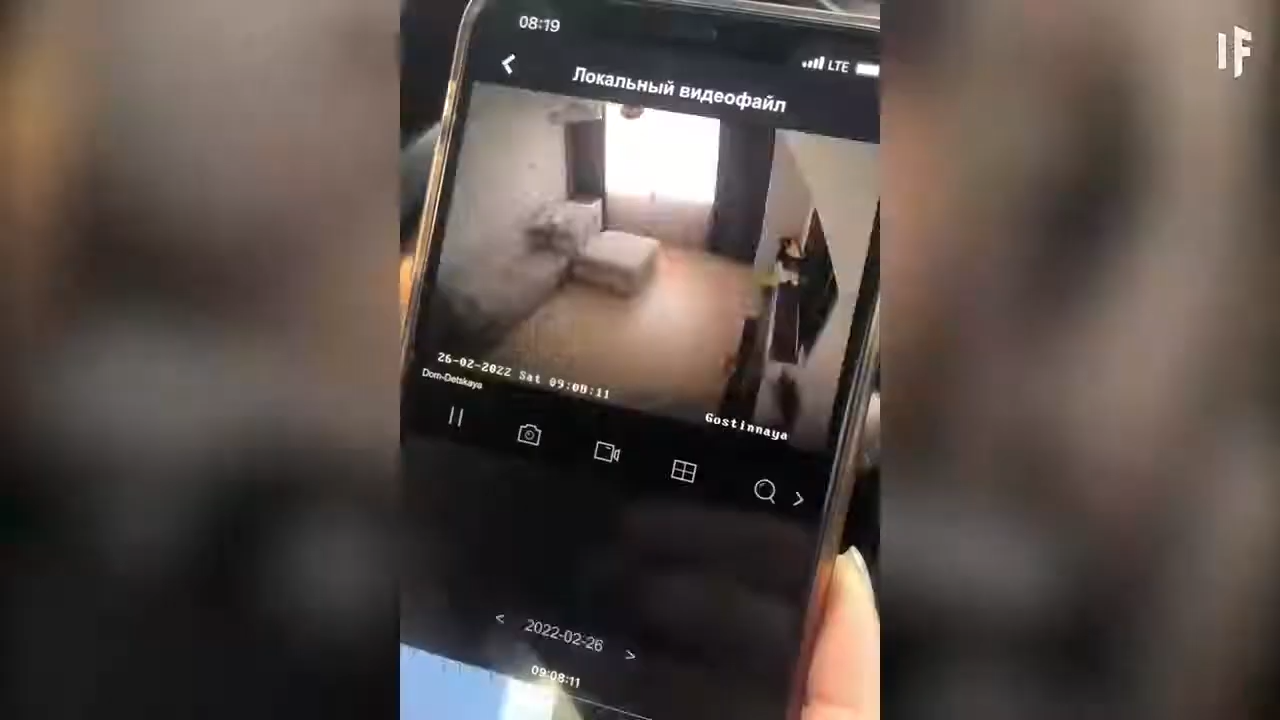 08:19
LTE
Локальный видеофайл
26-02-2022 Sat 09:08:11
Dom-Detskaya
Gostinnaya
2022-02-26
09:08:11
IF